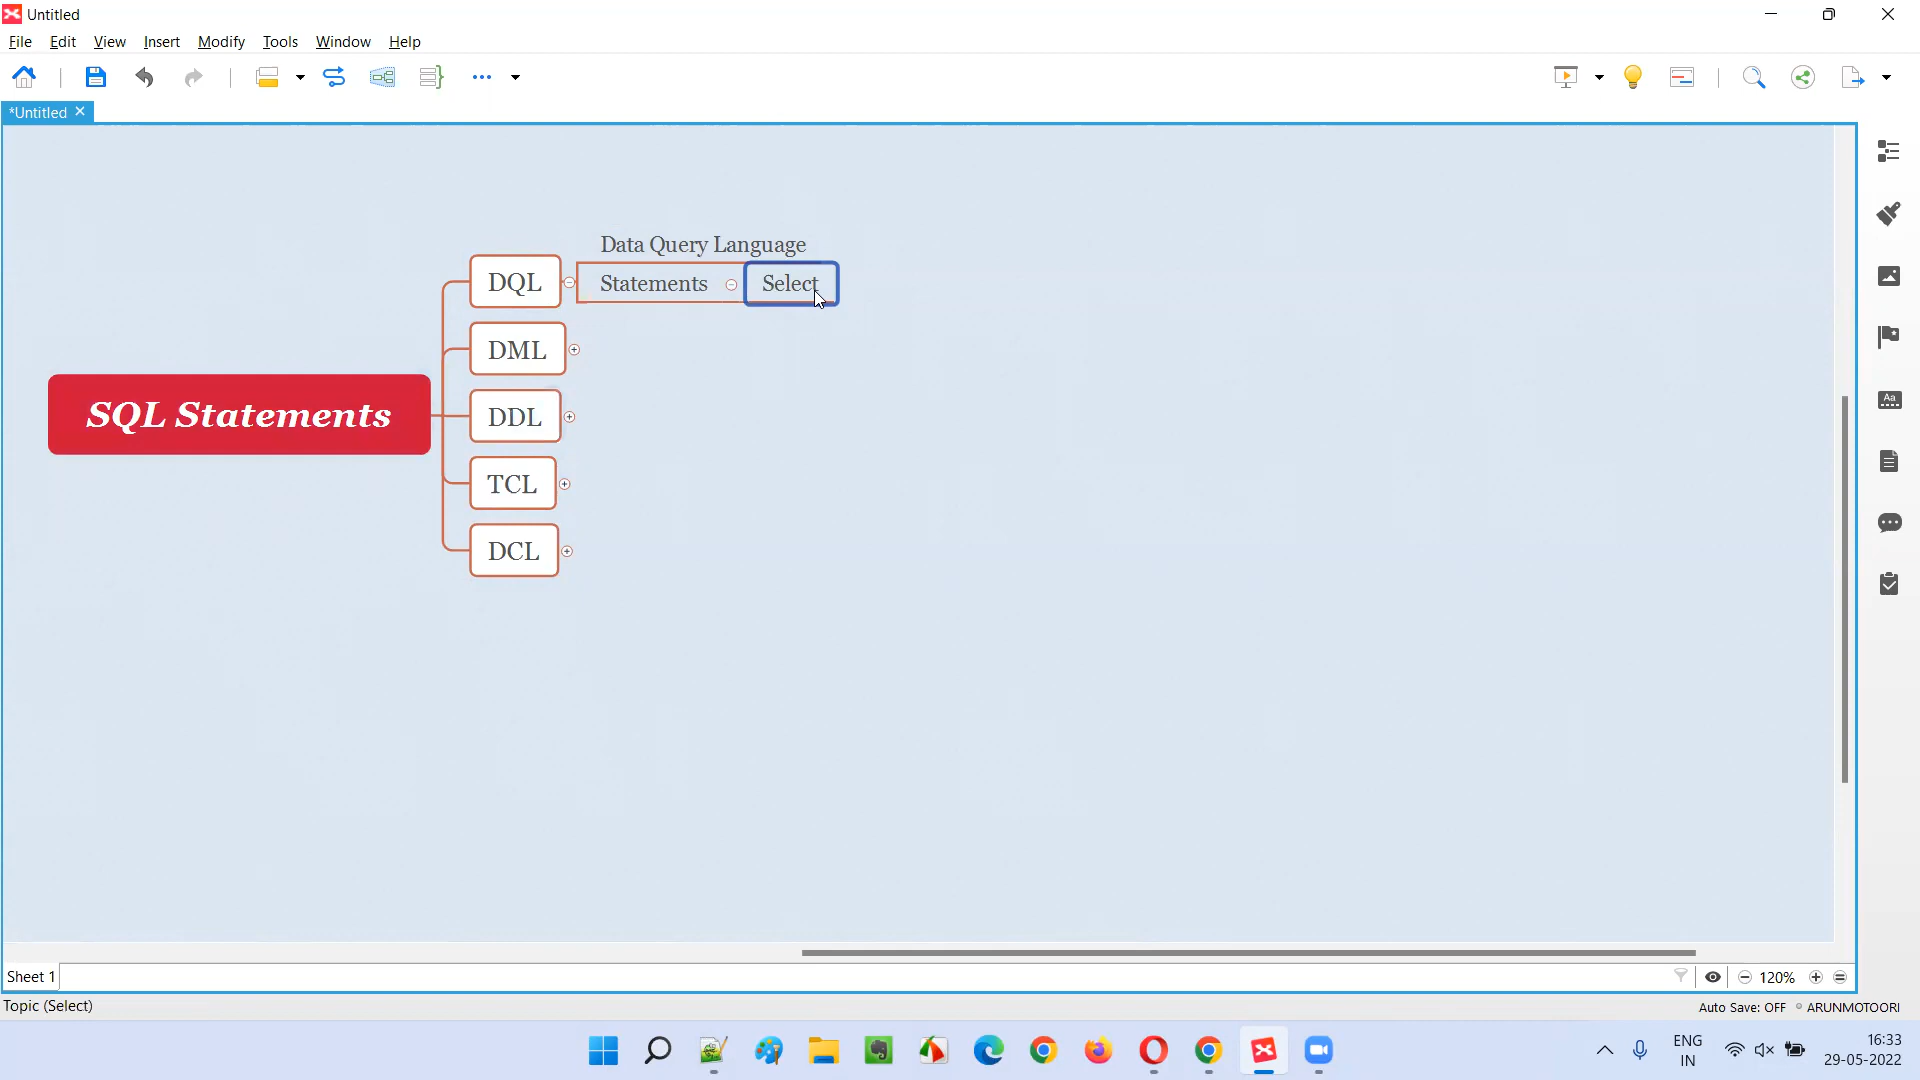 Untitled
File Edit View Insert Modify Tools Window Help
*Untitled
Data Query Language
DQL Statements Select
DML
DDL
SQL Statements
TCL
DCL
Aa
Sheet 1
120%
Topic (Select)
Auto Save: OFF ARUNMOTOORI
ENG
IN
16:33
29-05-2022